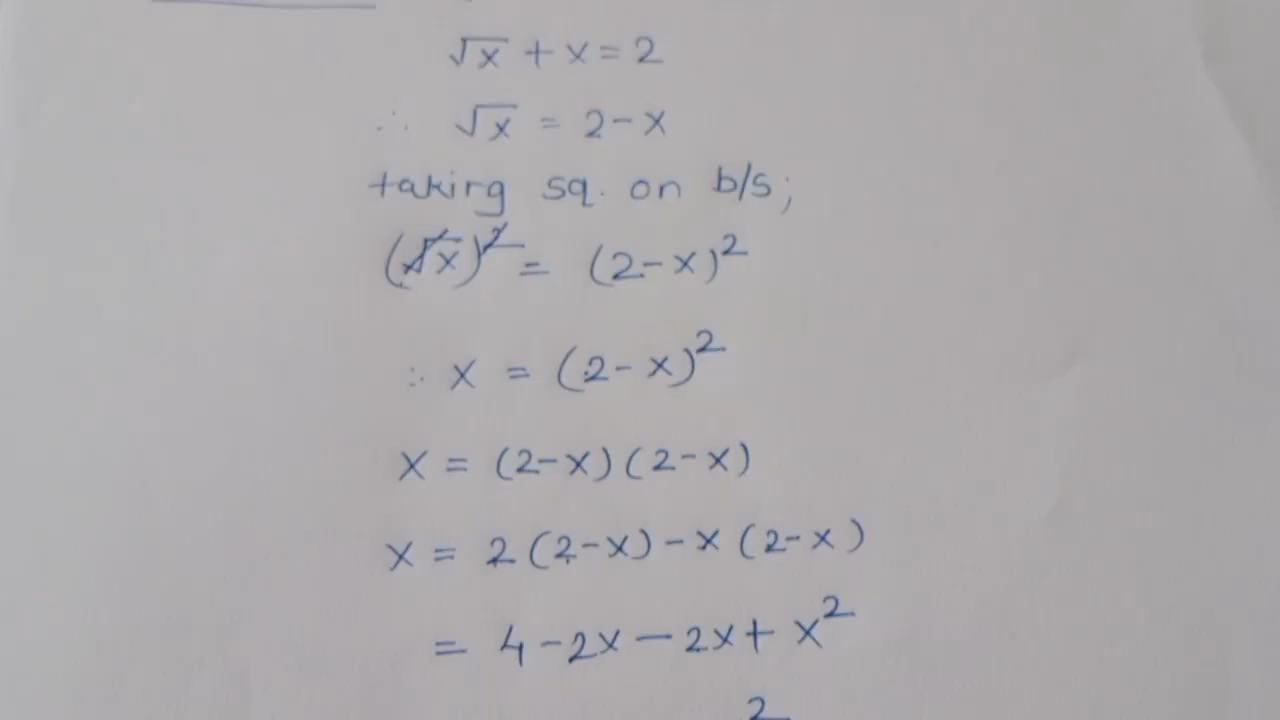 √x + x = 2
∴ √x = 2 - x
taking sq. on b/s;
(√x)² = (2-x)²
∴ x = (2-x)²
x = (2-x)(2-x)
x = 2(2-x)-x(2-x)
= 4-2x-2x+x²
2